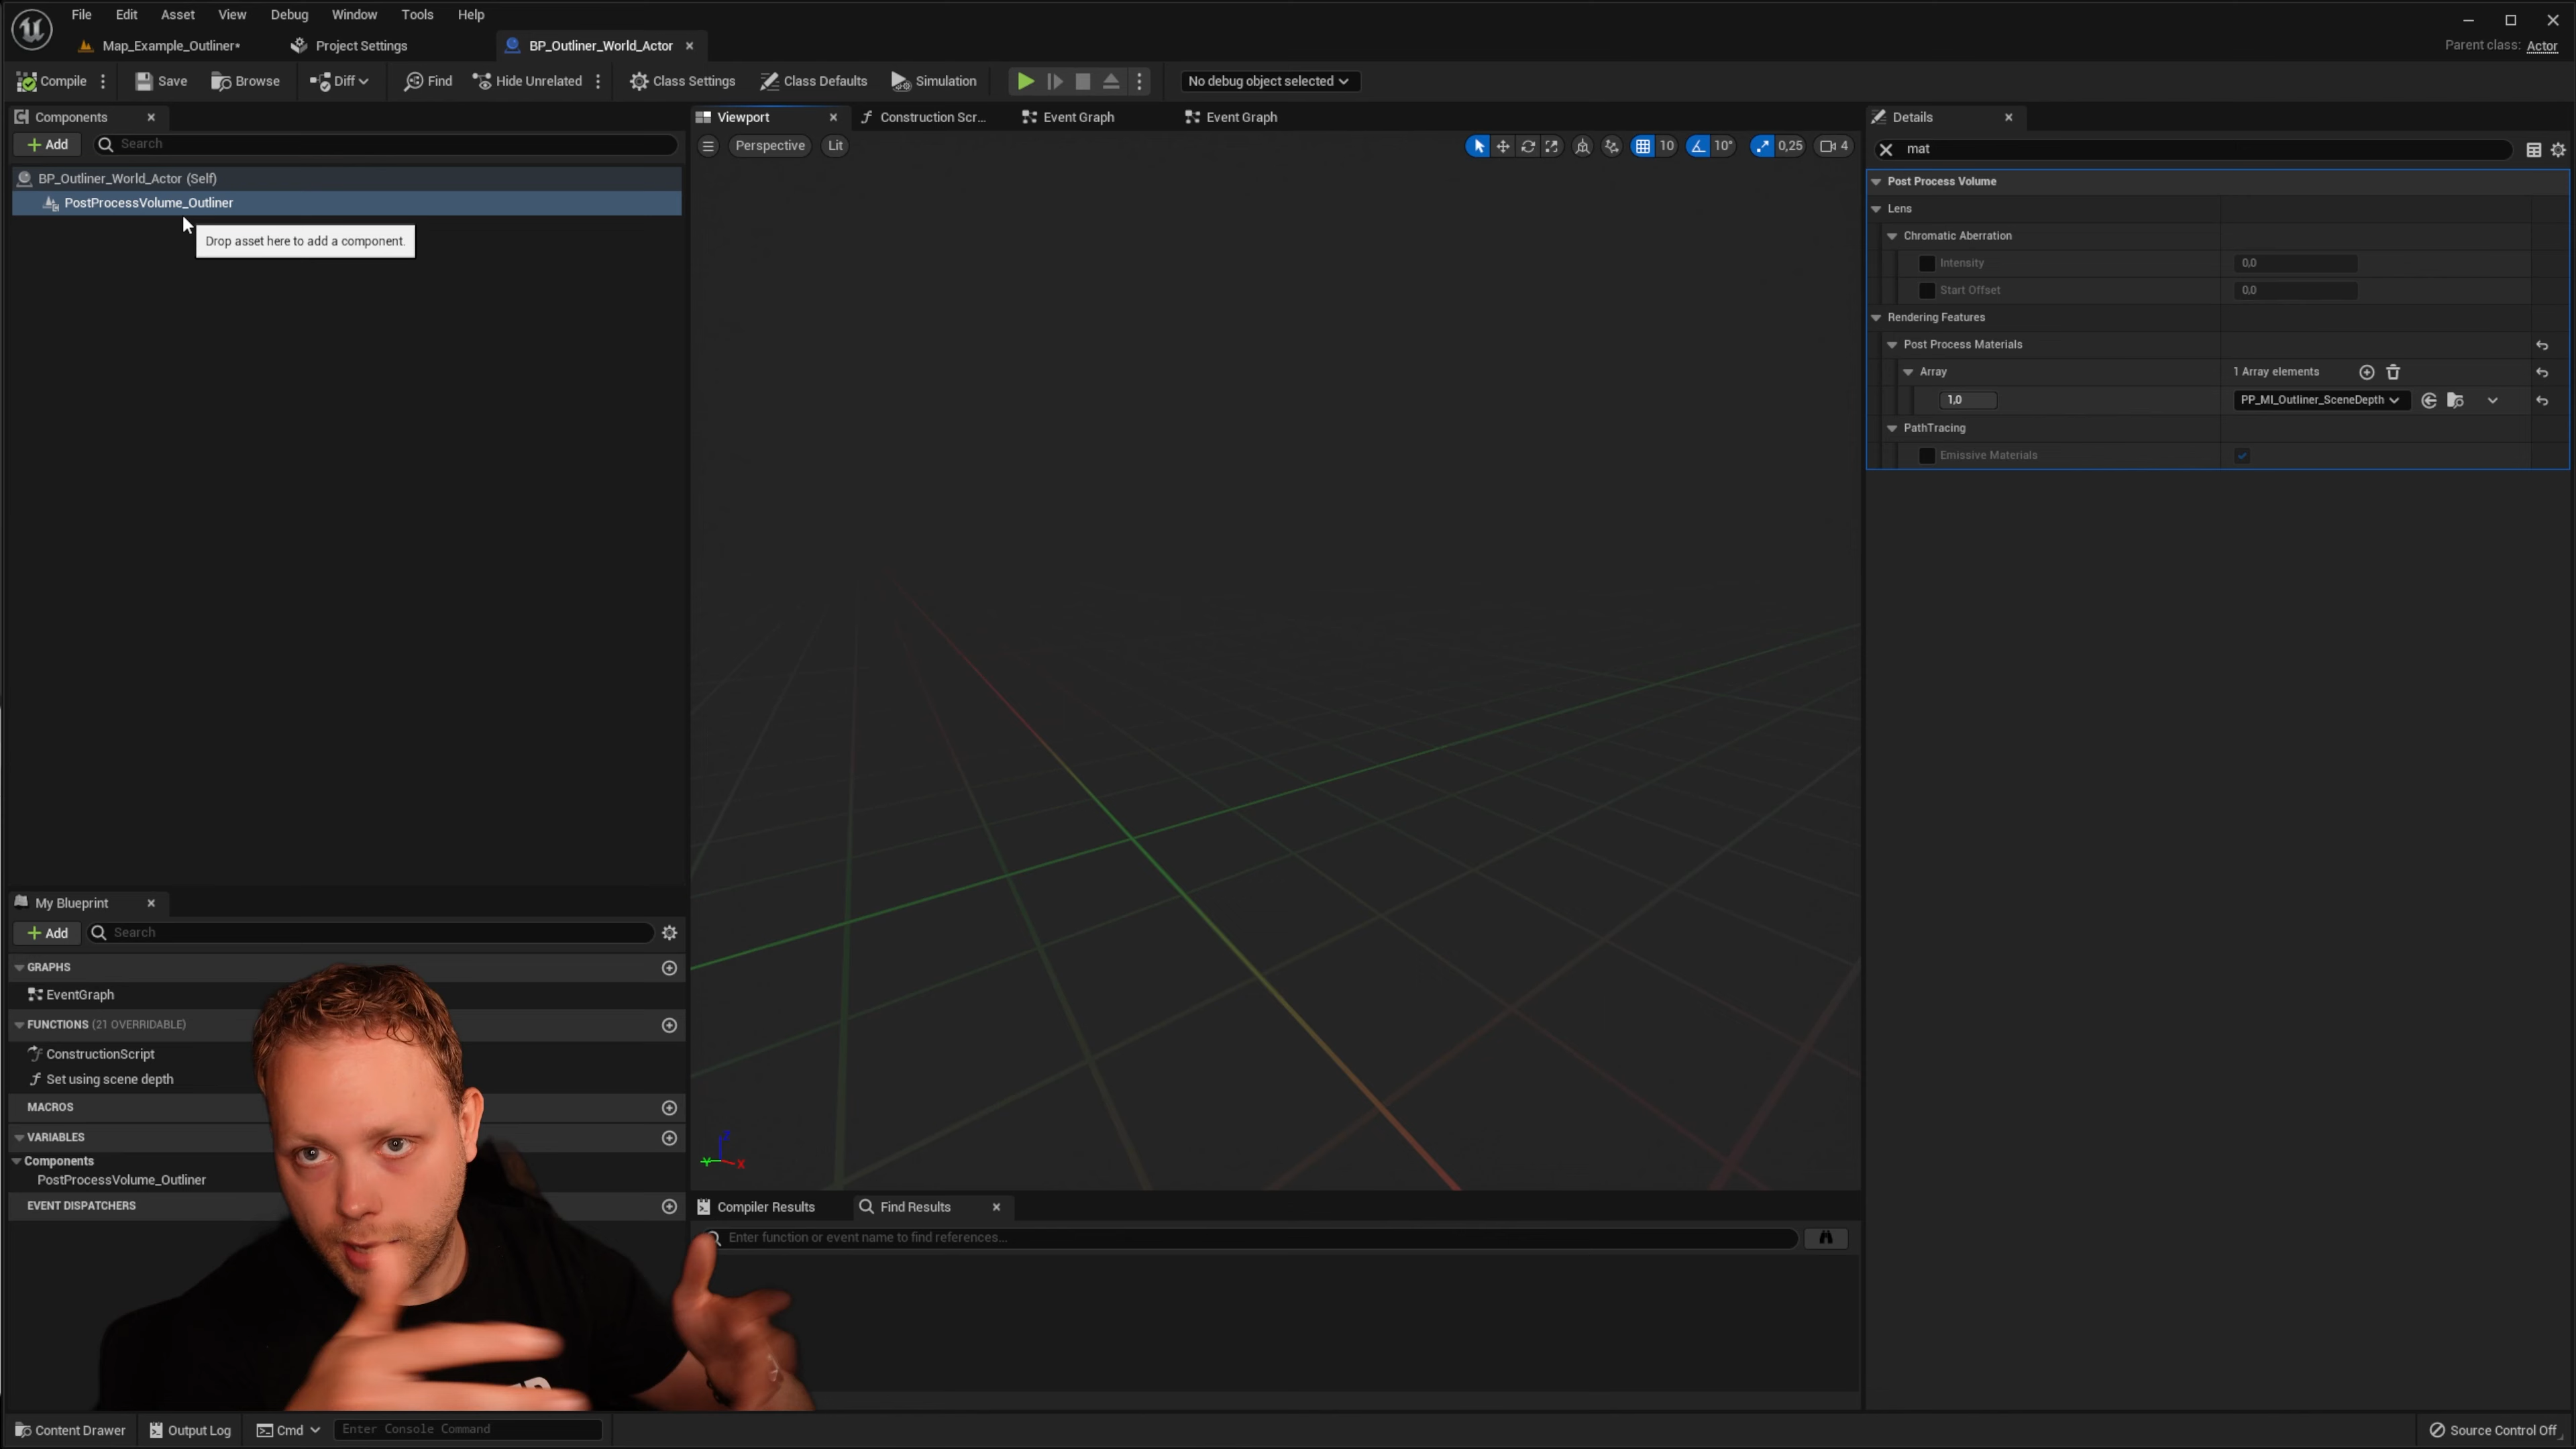 File Edit Asset View Debug Window Tools Help
Map_Example_Outliner* Project Settings BP_Outliner_World_Actor Parent class: Actor
Compile Save Browse Diff Find Hide Unrelated Class Settings Class Defaults Simulation No debug object selected
Components
Add Search
BP_Outliner_World_Actor (Self)
PostProcessVolume_Outliner
Drop asset here to add a component.
My Blueprint
Add Search
GRAPHS
EventGraph
FUNCTIONS (21 OVERRIDABLE)
ConstructionScript
Set using scene depth
MACROS
VARIABLES
Components
PostProcessVolume_Outliner
EVENT DISPATCHERS
Viewport Construction Scr... Event Graph Event Graph
Perspective Lit 10 10° 0,25 4
Z
Y X
Compiler Results Find Results
Enter function or event name to find references...
Details
mat
Post Process Volume
Lens
Chromatic Aberration
Intensity 0,0
Start Offset 0,0
Rendering Features
Post Process Materials
Array 1 Array elements
1,0 PP_MI_Outliner_SceneDepth
PathTracing
Emissive Materials
Content Drawer Output Log Cmd Enter Console Command Source Control Off